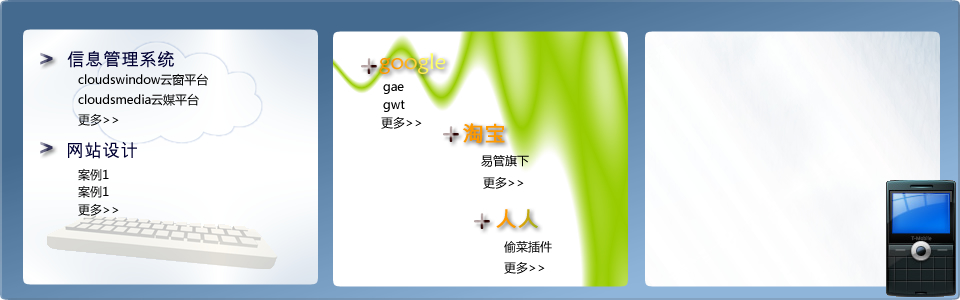 信息管理系统
cloudswindow云窗平台
cloudsmedia云媒平台
更多>>
网站设计
案例1
案例1
更多>>
google
gae
gwt
更多>>
淘宝
易管旗下
更多>>
人人
偷菜插件
更多>>
T-Mobile